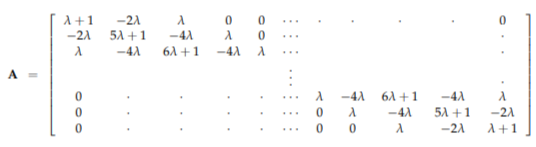 λ + 1 −2λ λ 0 0 ··· . . . . 0
−2λ 5λ + 1 −4λ λ 0 ··· .
λ −4λ 6λ + 1 −4λ λ ··· .
A = ⋮ .
0 . . . . ··· λ −4λ 6λ + 1 −4λ λ
0 . . . . ··· 0 λ −4λ 5λ + 1 −2λ
0 . . . . ··· 0 0 λ −2λ λ + 1